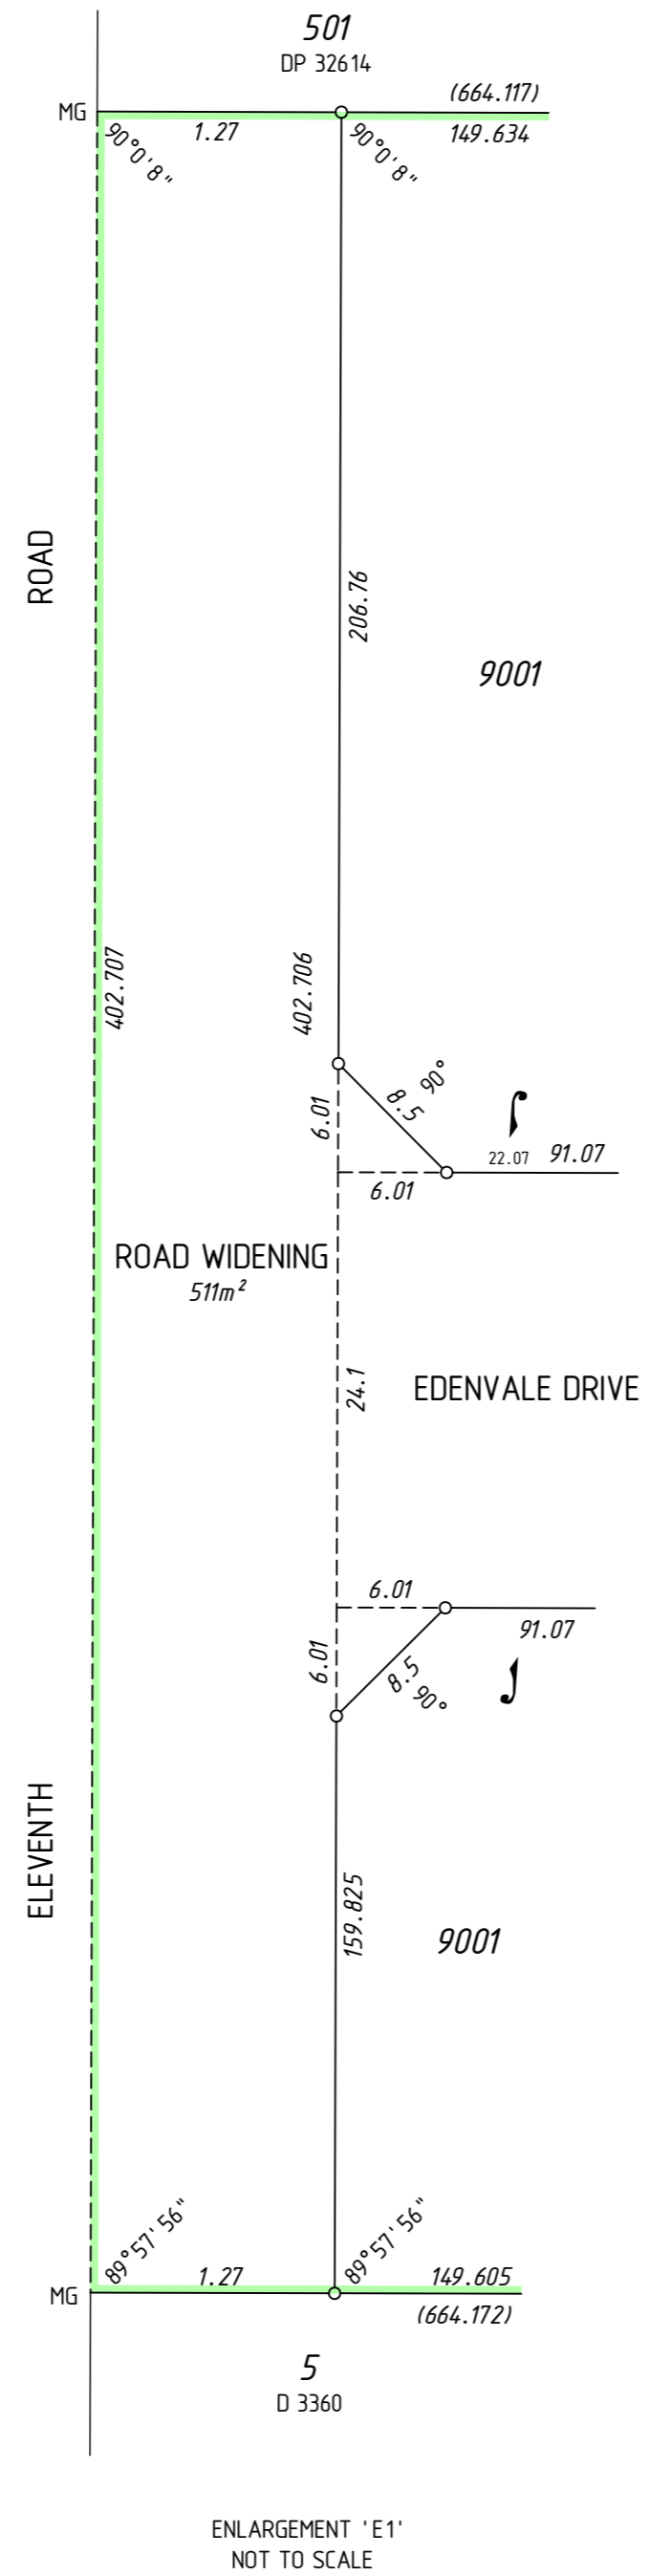 501
DP 32614
(664.117)
MG
1.27
149.634
90°0'8"
90°0'8"
ROAD
206.76
9001
402.707
402.706
90°
8.5
6.01
22.07 91.07
6.01
ROAD WIDENING
511m²
24.1
EDENVALE DRIVE
6.01
91.07
6.01
8.5
90°
ELEVENTH
159.825
9001
89°57'56"
89°57'56"
1.27
149.605
MG
(664.172)
5
D 3360
ENLARGEMENT 'E1'
NOT TO SCALE